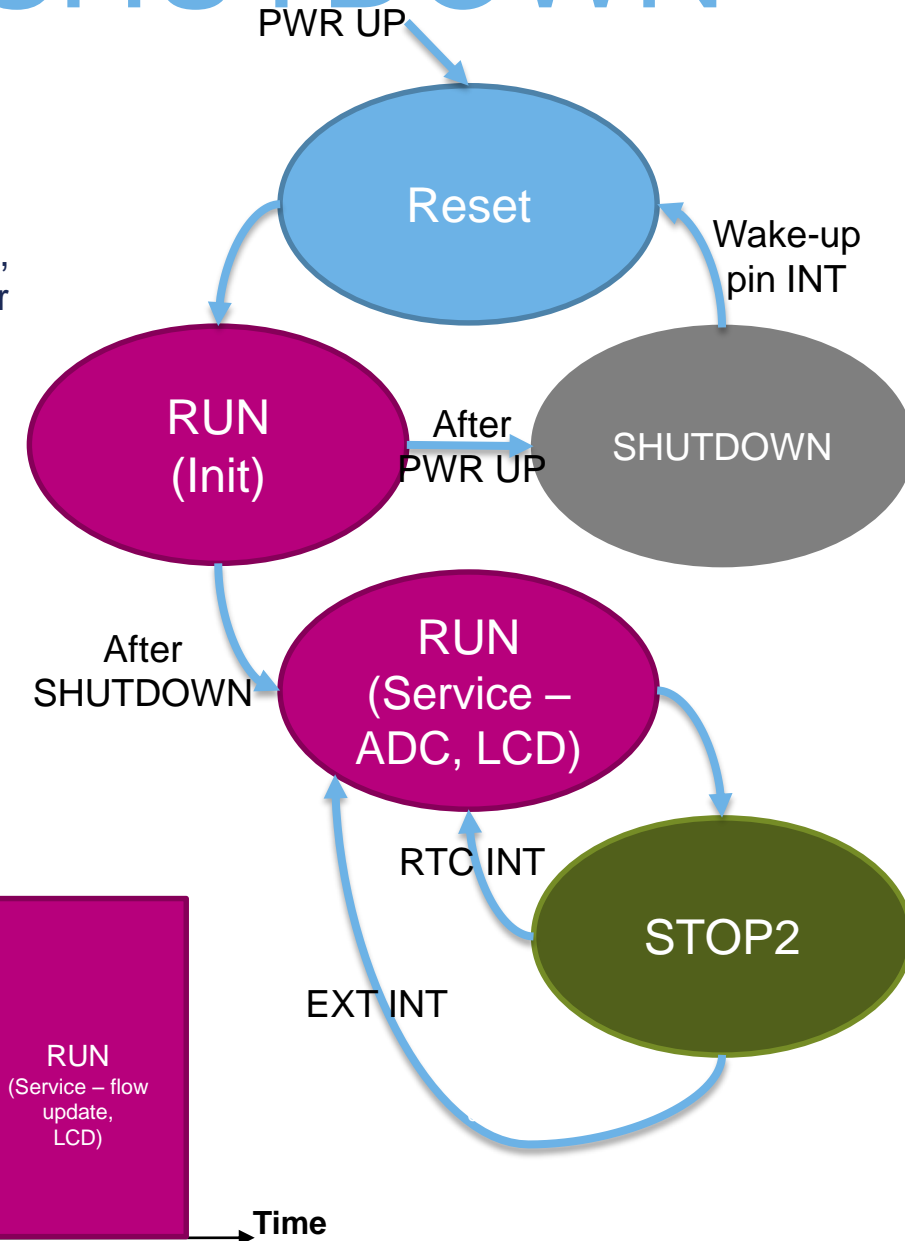 SHUTDOWN
PWR UP
Reset
,
r
Wake-up
pin INT
RUN
(Init)
After
PWR UP
SHUTDOWN
After
SHUTDOWN
RUN
(Service –
ADC, LCD)
RTC INT
STOP2
EXT INT
RUN
(Service – flow
update,
LCD)
Time